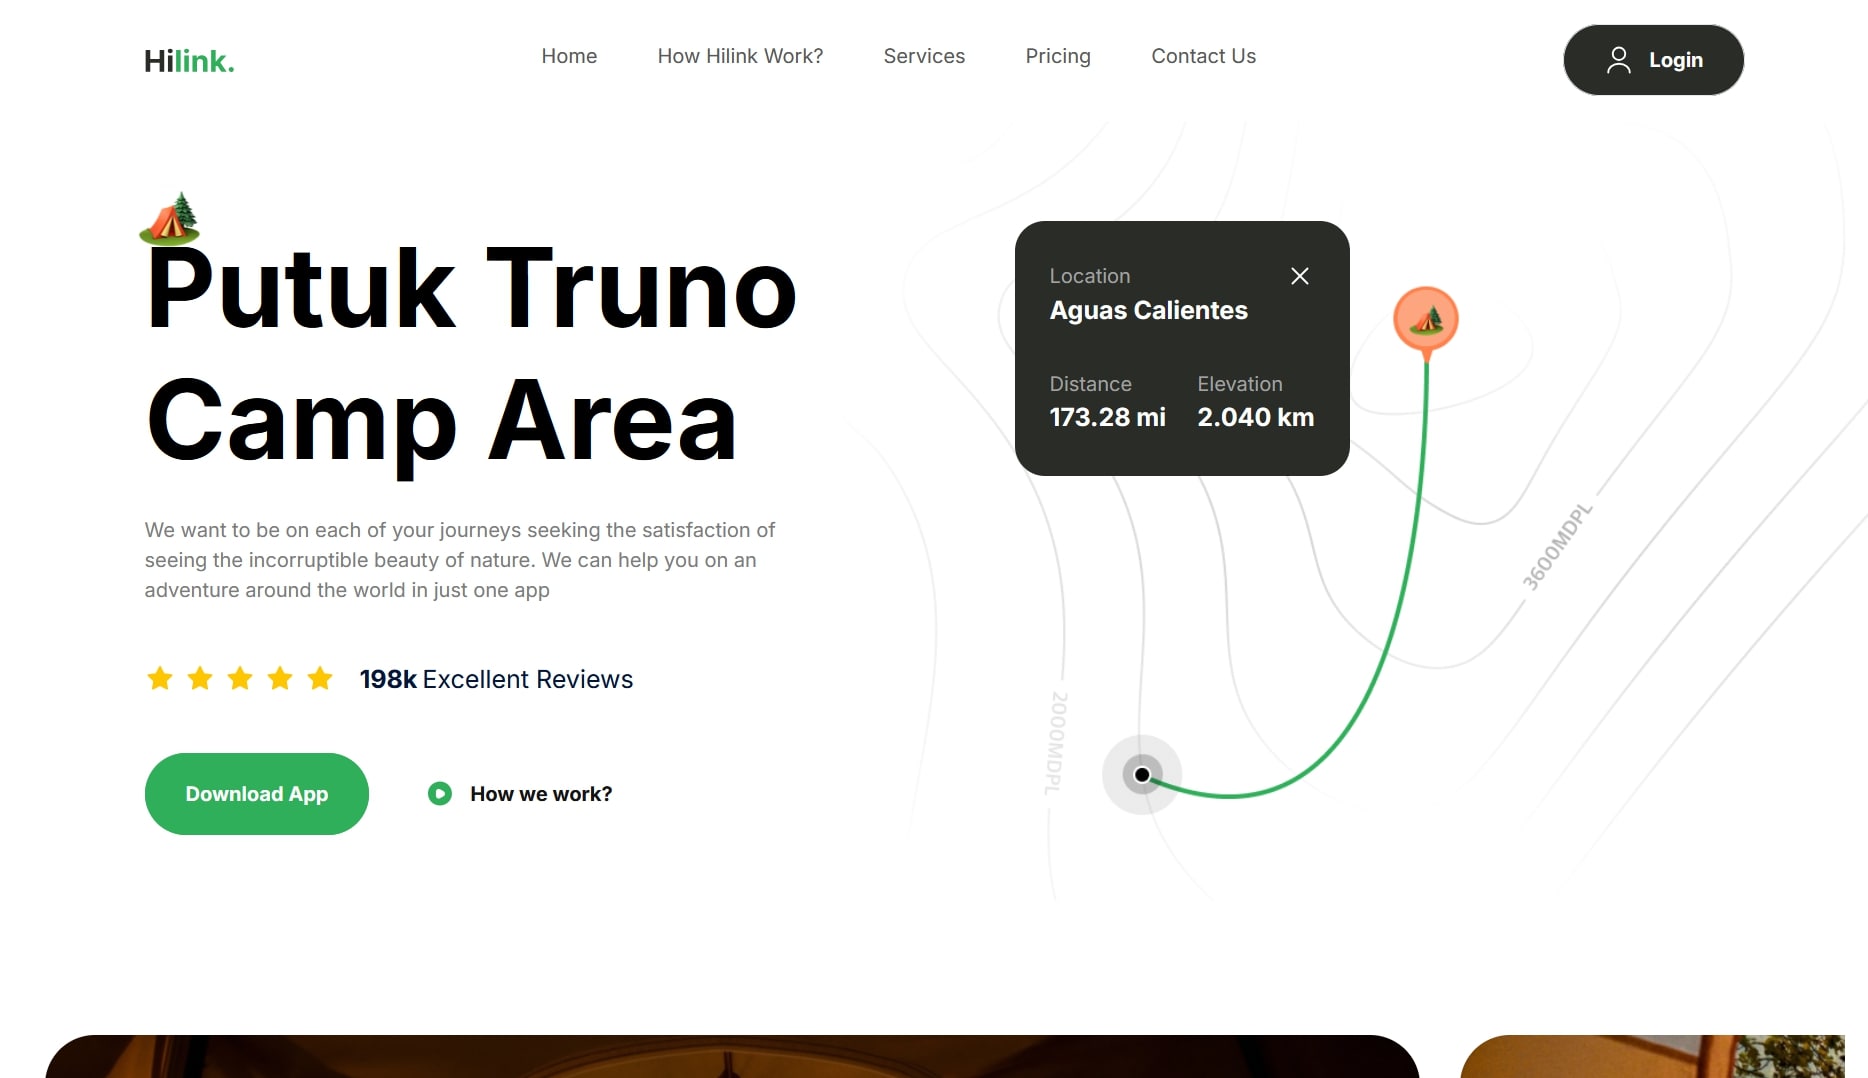 Hilink.
Home
How Hilink Work?
Services
Pricing
Contact Us
Login
Putuk Truno
Camp Area
We want to be on each of your journeys seeking the satisfaction of
seeing the incorruptible beauty of nature. We can help you on an
adventure around the world in just one app
198k Excellent Reviews
Download App
How we work?
Location
Aguas Calientes
Distance
173.28 mi
Elevation
2.040 km
3600MDPL
2000MDPL